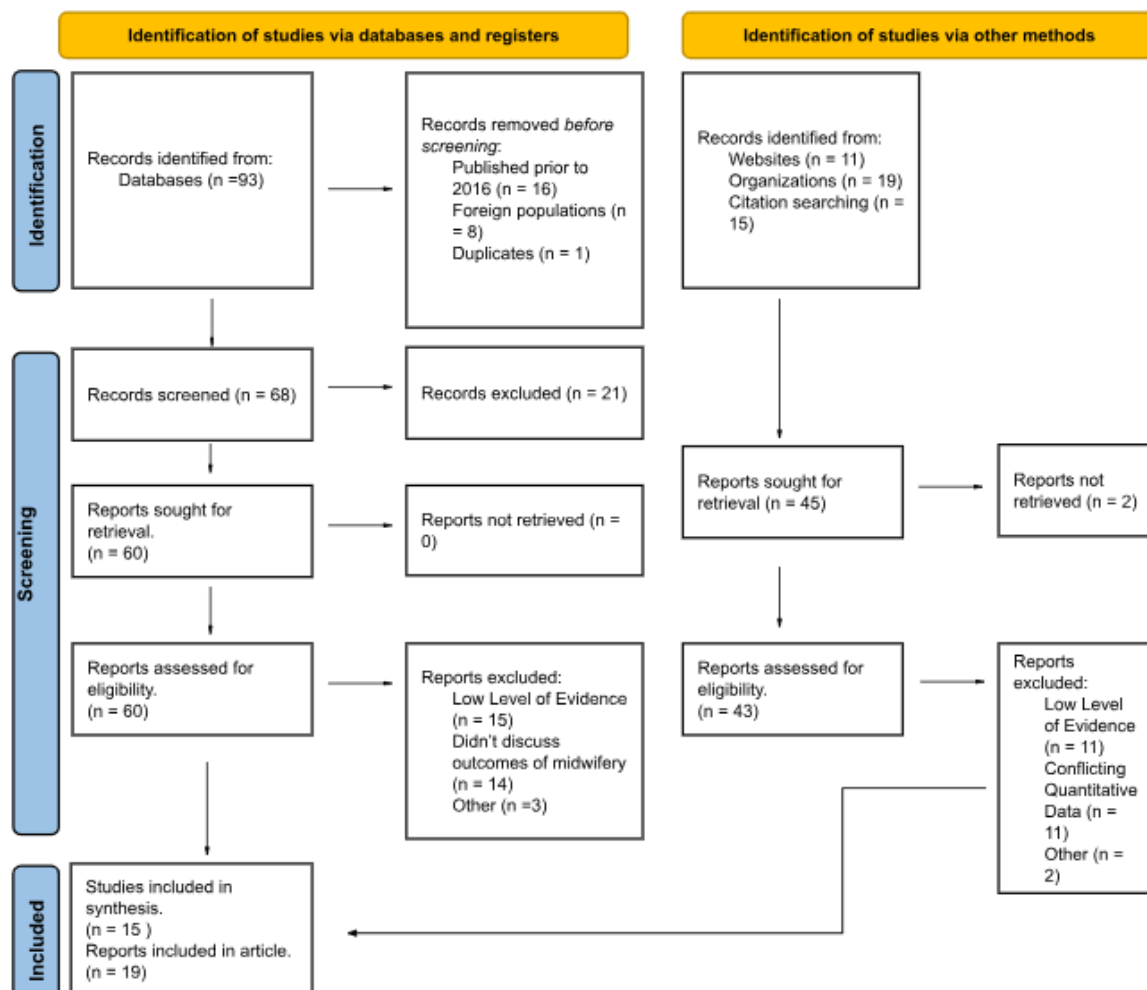 Identification of studies via databases and registers
Identification of studies via other methods
Identification
Records identified from:
Databases (n =93)
Records removed before
screening:
Published prior to
2016 (n = 16)
Foreign populations (n
= 8)
Duplicates (n = 1)
Records identified from:
Websites (n = 11)
Organizations (n = 19)
Citation searching (n =
15)
Screening
Records screened (n = 68)
Records excluded (n = 21)
Reports sought for
retrieval.
(n = 60)
Reports not retrieved (n =
0)
Reports sought for
retrieval (n = 45)
Reports not
retrieved (n = 2)
Reports assessed for
eligibility.
(n = 60)
Reports excluded:
Low Level of Evidence
(n = 15)
Didn't discuss
outcomes of midwifery
(n = 14)
Other (n =3)
Reports assessed for
eligibility.
(n = 43)
Reports
excluded:
Low Level
of Evidence
(n = 11)
Conflicting
Quantitative
Data (n =
11)
Other (n =
2)
Included
Studies included in
synthesis.
(n = 15 )
Reports included in article.
(n = 19)